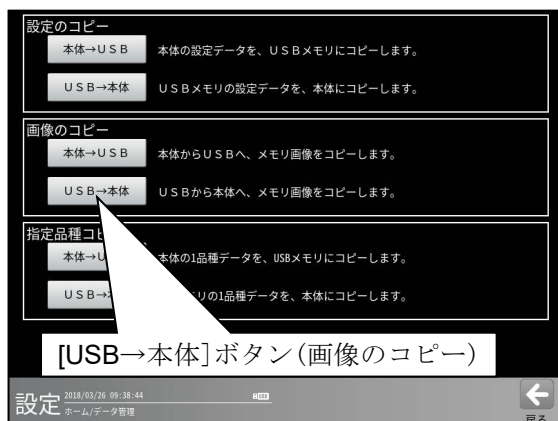 設定のコピー
本体→USB 本体の設定データを、USBメモリにコピーします。
USB→本体 USBメモリの設定データを、本体にコピーします。
画像のコピー
本体→USB 本体からUSBへ、メモリ画像をコピーします。
USB→本体 USBから本体へ、メモリ画像をコピーします。
指定品種コピ
本体→U 本体の1品種データを、USBメモリにコピーします。
USB→ リの1品種データを、本体にコピーします。
[USB→本体]ボタン(画像のコピー)
設定 2018/03/26 09:38:44
ホーム/データ管理
戻る